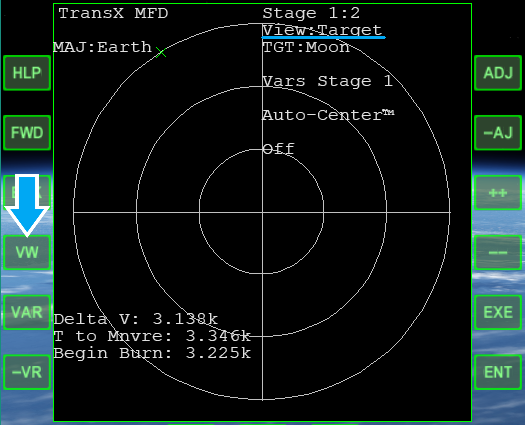 TransX MFD
Stage 1:2
View:Target
MAJ:Earth
TGT:Moon
Vars Stage 1
Auto-Center™
Off
Delta V: 3.138k
T to Mnvre: 3.346k
Begin Burn: 3.225k
HLP
FWD
VW
VAR
-VR
ADJ
-AJ
++
--
EXE
ENT